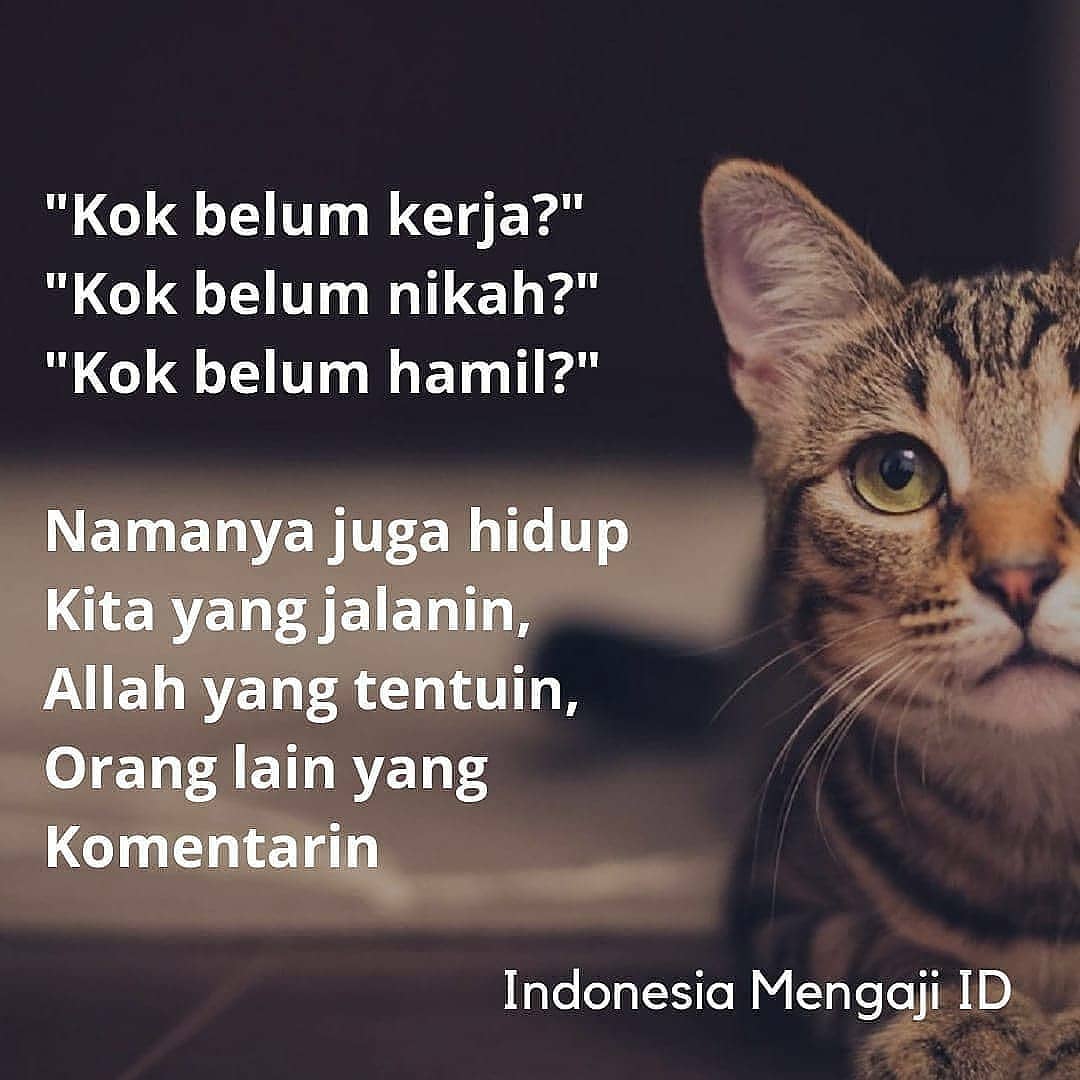 "Kok belum kerja?"
"Kok belum nikah?"
"Kok belum hamil?"
Namanya juga hidup
Kita yang jalanin,
Allah yang tentuin,
Orang lain yang
Komentarin
Indonesia Mengaji ID